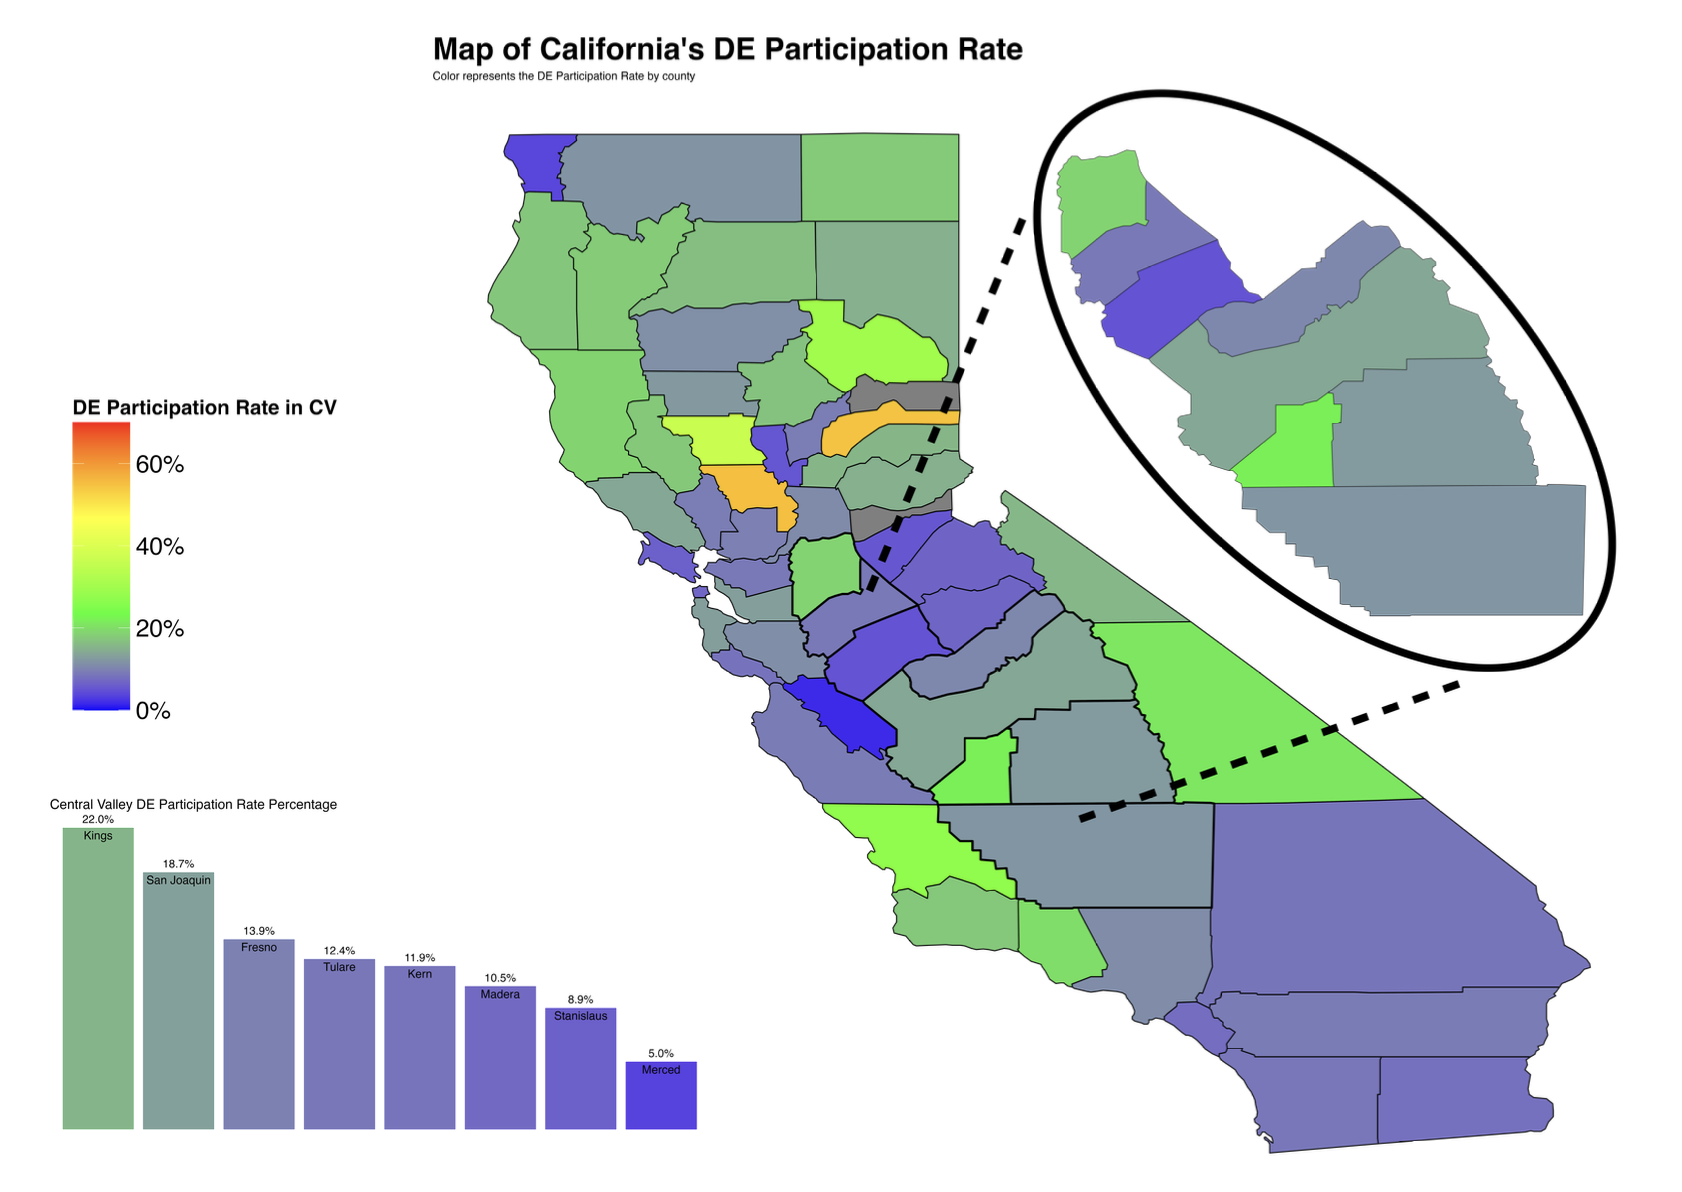 Map of California's DE Participation Rate
Color represents the DE Participation Rate by county
DE Participation Rate in CV
60%
40%
20%
0%
Central Valley DE Participation Rate Percentage
22.0%
Kings
18.7%
San Joaquin
13.9%
Fresno
12.4%
Tulare
11.9%
Kern
10.5%
Madera
8.9%
Stanislaus
5.0%
Merced